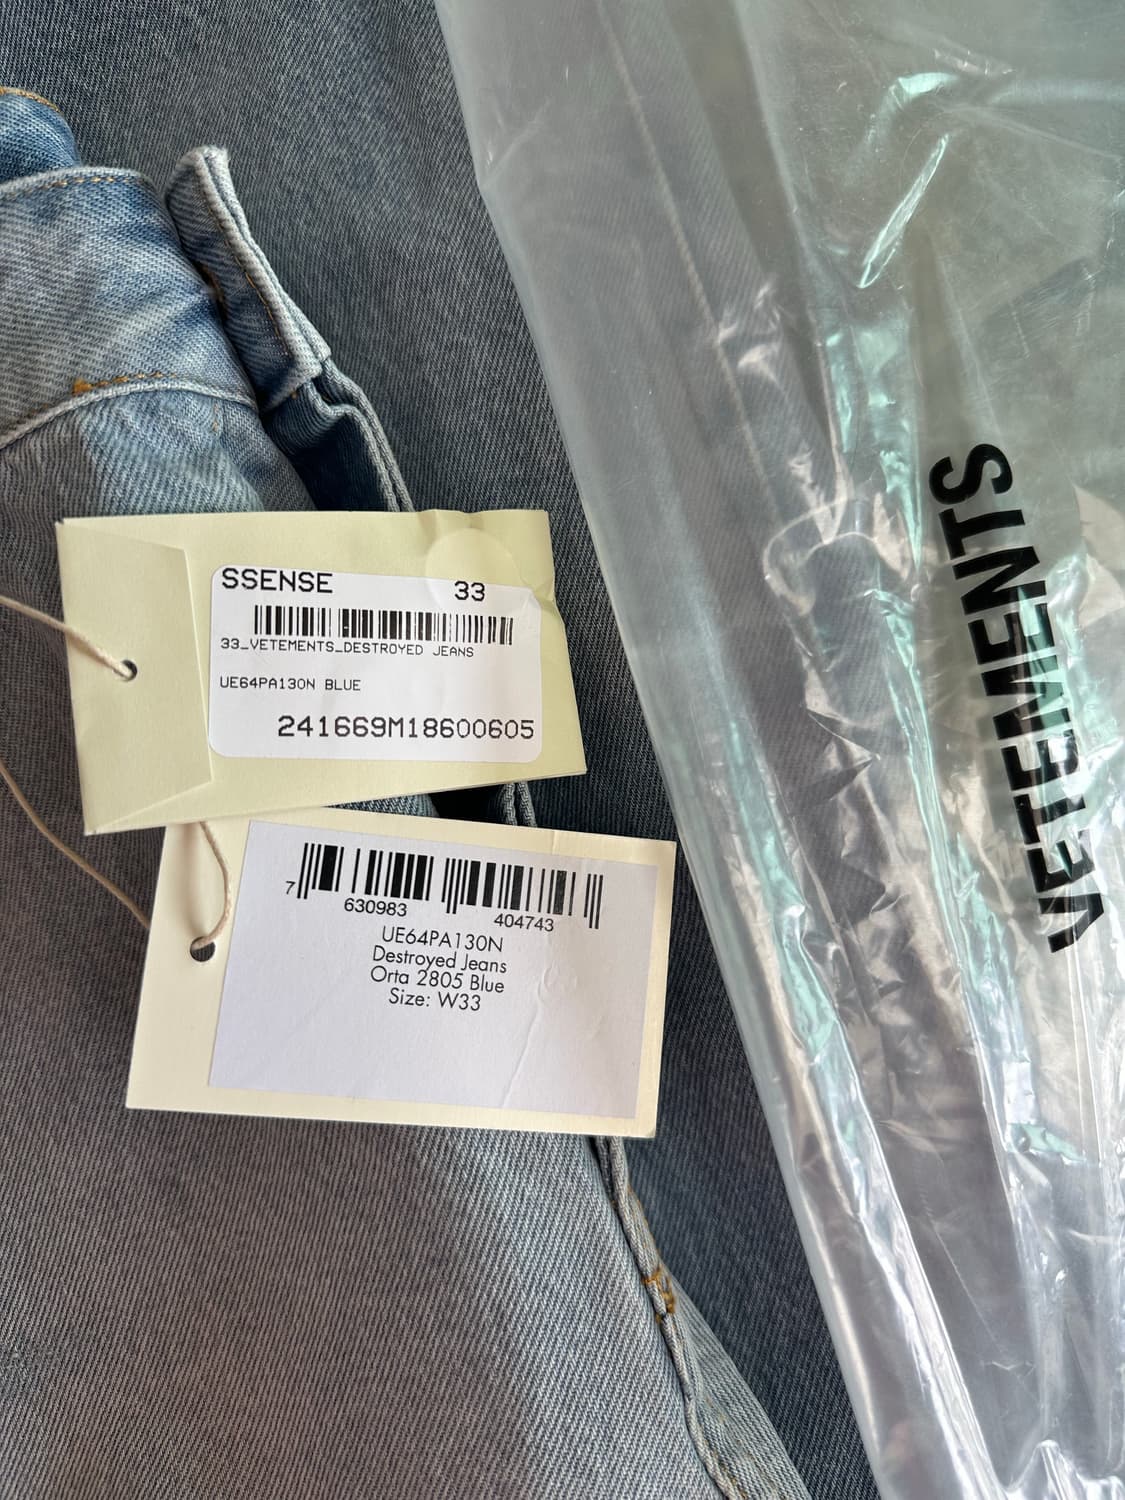 SSENSE 33
33_VETEMENTS_DESTROYED JEANS
UE64PA130N BLUE
241669M18600605
7 630983 404743
UE64PA130N
Destroyed Jeans
Orta 2805 Blue
Size: W33
VETEMENTS